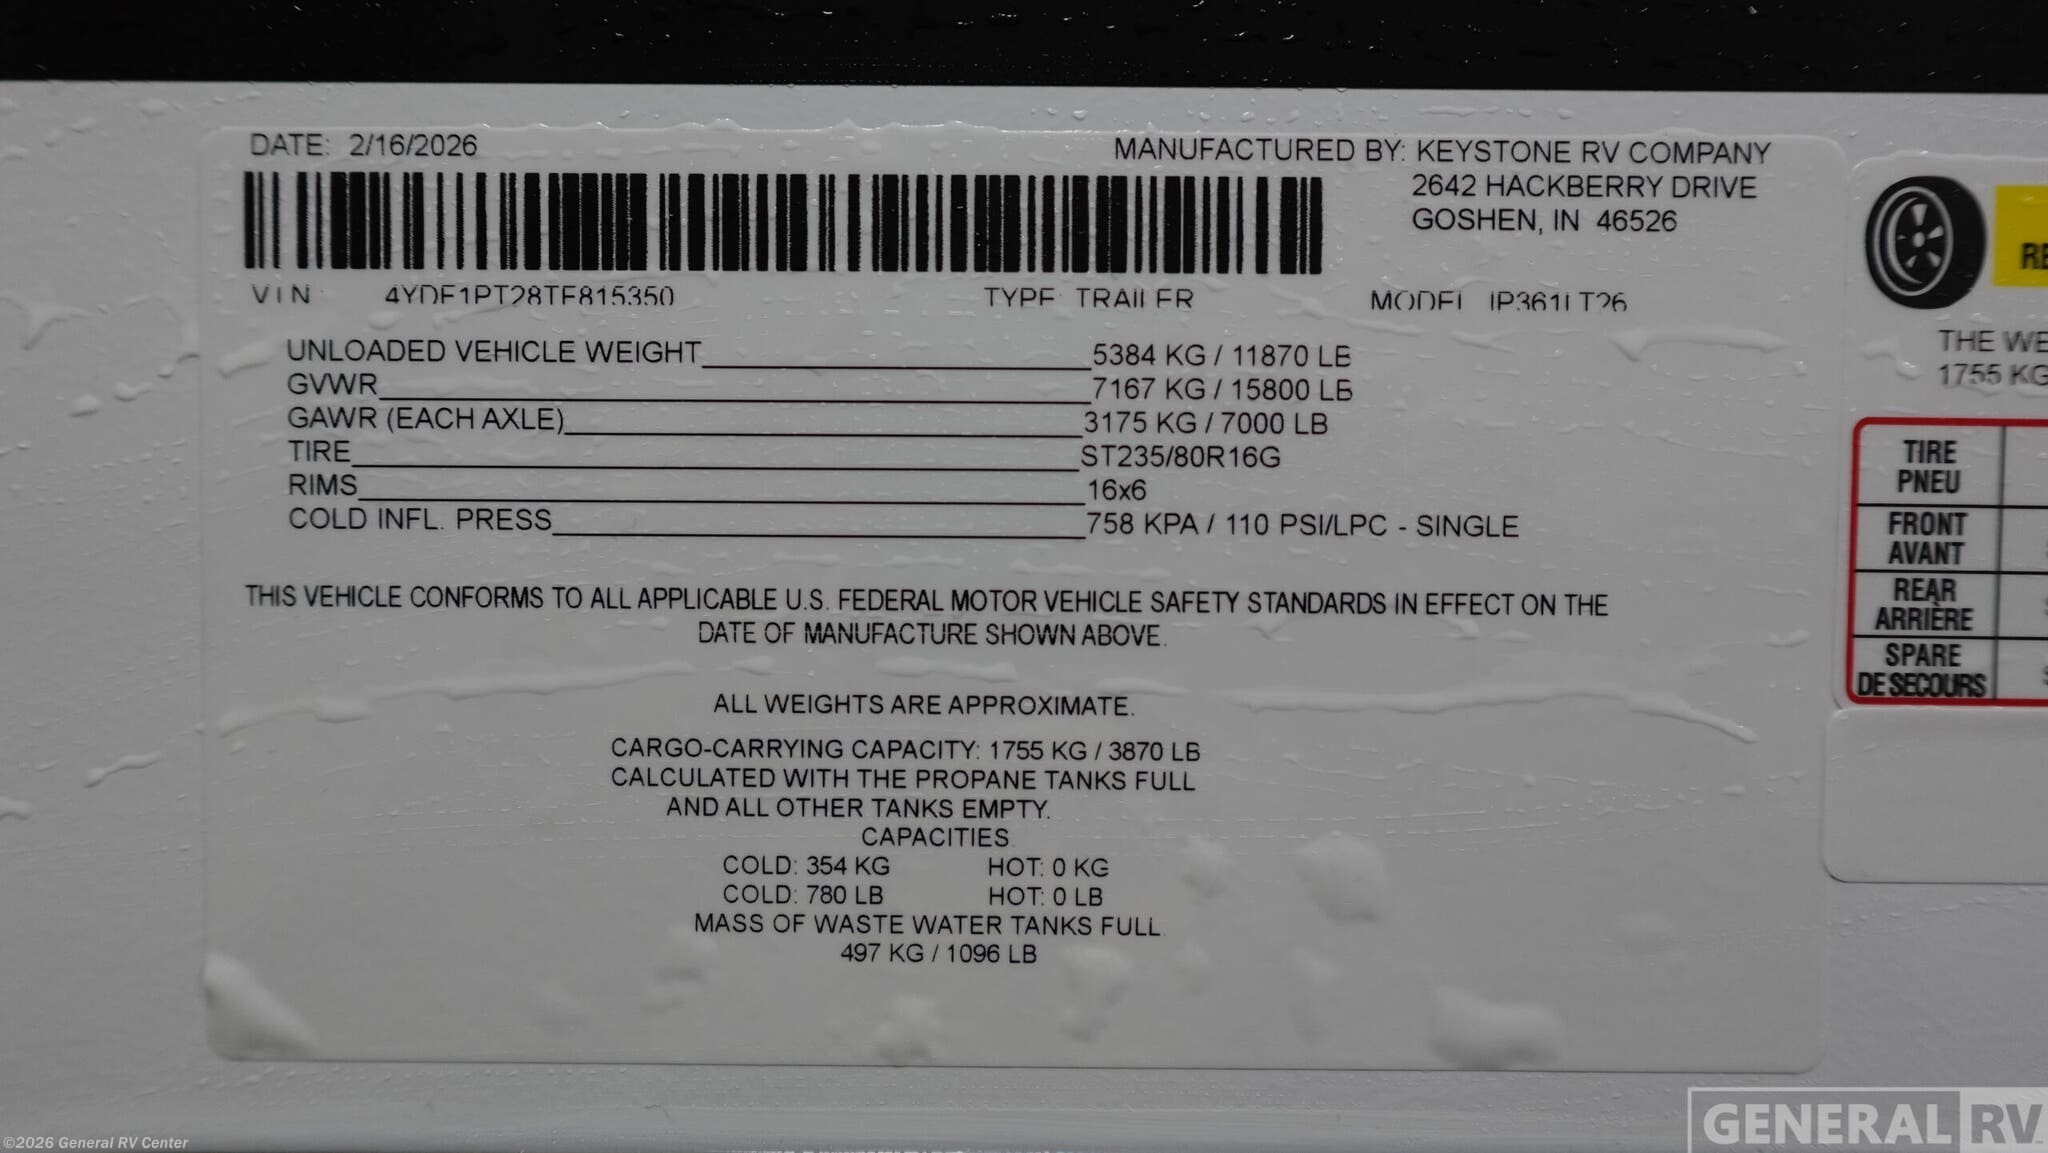 DATE: 2/16/2026
MANUFACTURED BY: KEYSTONE RV COMPANY
2642 HACKBERRY DRIVE
GOSHEN, IN 46526
VIN 4YDF1PT28TF815350 TYPE: TRAILER MODEL IP361LT26
UNLOADED VEHICLE WEIGHT 5384 KG / 11870 LB
GVWR 7167 KG / 15800 LB
GAWR (EACH AXLE) 3175 KG / 7000 LB
TIRE ST235/80R16G
RIMS 16x6
COLD INFL. PRESS 758 KPA / 110 PSI/LPC - SINGLE
THIS VEHICLE CONFORMS TO ALL APPLICABLE U.S. FEDERAL MOTOR VEHICLE SAFETY STANDARDS IN EFFECT ON THE
DATE OF MANUFACTURE SHOWN ABOVE.
ALL WEIGHTS ARE APPROXIMATE.
CARGO-CARRYING CAPACITY: 1755 KG / 3870 LB
CALCULATED WITH THE PROPANE TANKS FULL
AND ALL OTHER TANKS EMPTY.
CAPACITIES
COLD: 354 KG HOT: 0 KG
COLD: 780 LB HOT: 0 LB
MASS OF WASTE WATER TANKS FULL
497 KG / 1096 LB
THE
1755 KG
TIRE
PNEU
FRONT
AVANT
REAR
ARRIÈRE
SPARE
DE SECOURS
©2026 General RV Center
GENERAL RV